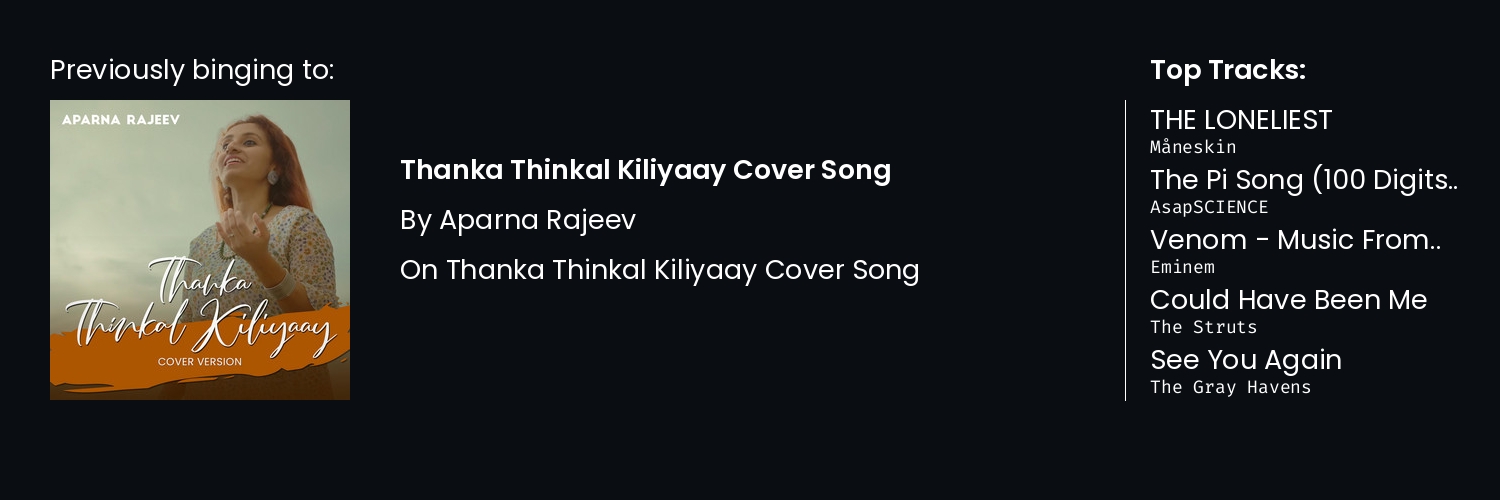 Previously binging to:
APARNA RAJEEV
Thanka
Thinkal Kiliyaay
COVER VERSION
Thanka Thinkal Kiliyaay Cover Song
By Aparna Rajeev
On Thanka Thinkal Kiliyaay Cover Song
Top Tracks:
THE LONELIEST
Måneskin
The Pi Song (100 Digits..
AsapSCIENCE
Venom - Music From..
Eminem
Could Have Been Me
The Struts
See You Again
The Gray Havens